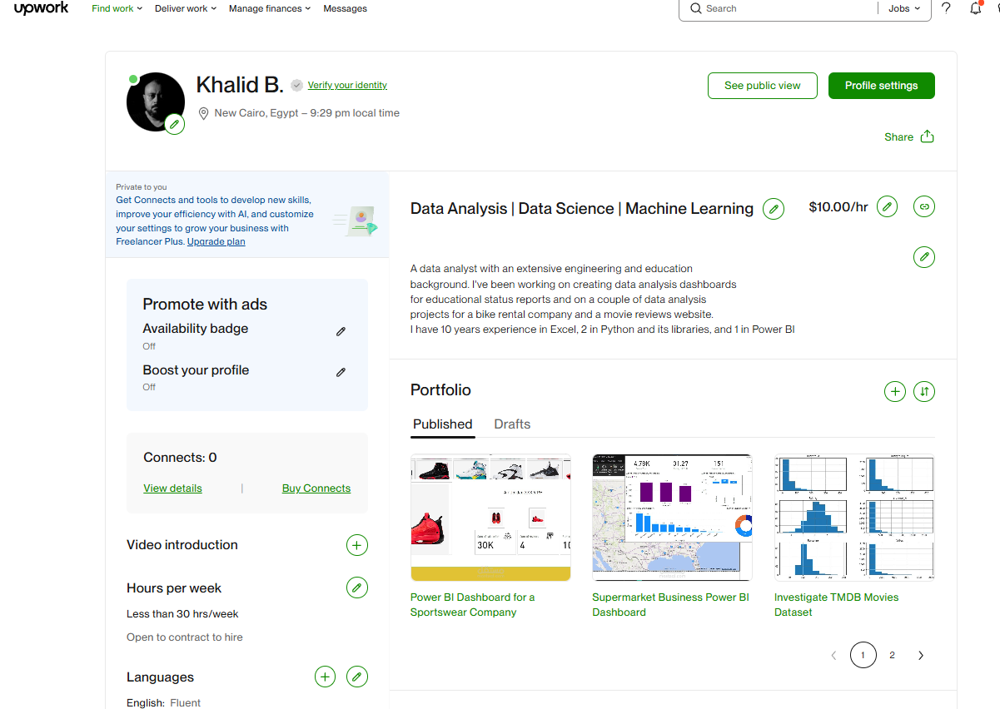 upwork
Find work
Deliver work
Manage finances
Messages
Search
Jobs
Khalid B.
Verify your identity
New Cairo, Egypt – 9:29 pm local time
See public view
Profile settings
Share
Private to you
Get Connects and tools to develop new skills,
improve your efficiency with AI, and customize
your settings to grow your business with
Freelancer Plus. Upgrade plan
Promote with ads
Availability badge
Off
Boost your profile
Off
Connects: 0
View details
|
Buy Connects
Video introduction
Hours per week
Less than 30 hrs/week
Open to contract to hire
Languages
English: Fluent
Data Analysis | Data Science | Machine Learning
$10.00/hr
A data analyst with an extensive engineering and education
background. I've been working on creating data analysis dashboards
for educational status reports and on a couple of data analysis
projects for a bike rental company and a movie reviews website.
I have 10 years experience in Excel, 2 in Python and its libraries, and 1 in Power BI
Portfolio
Published
Drafts
30K
4
4.78K
31.27
151
Power BI Dashboard for a
Sportswear Company
Supermarket Business Power BI
Dashboard
Investigate TMDB Movies
Dataset
1
2